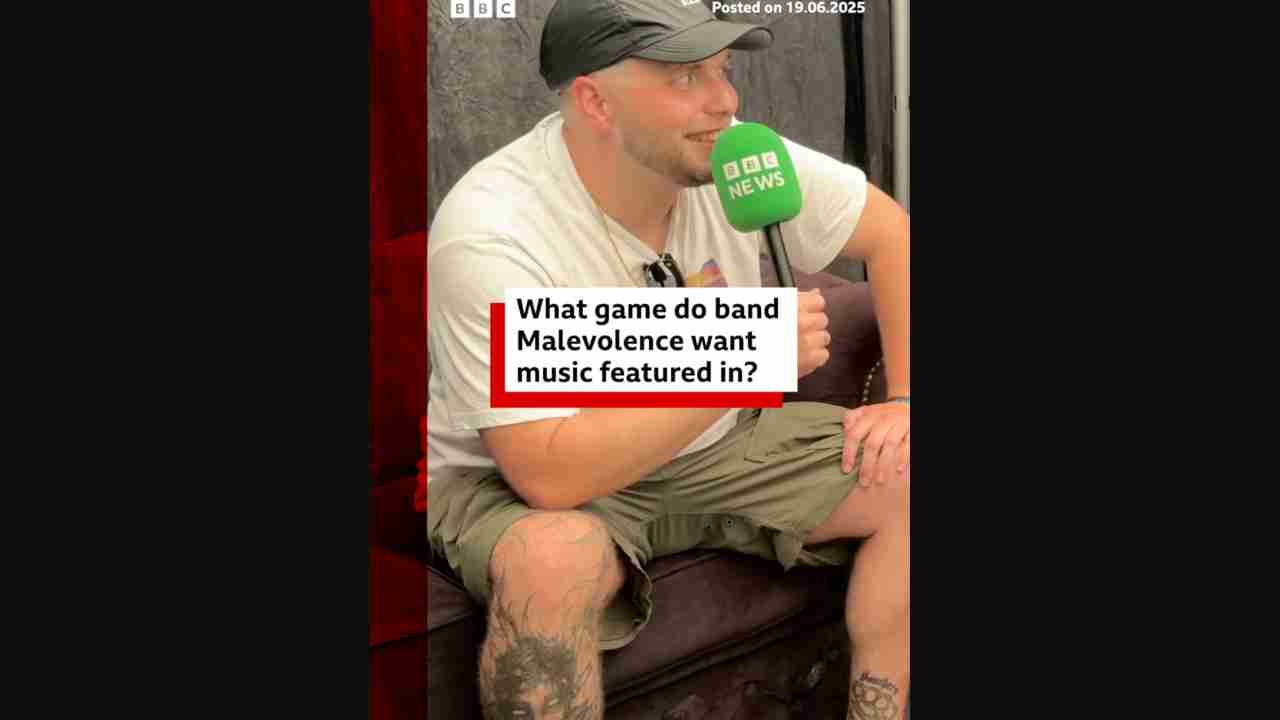 BBC
Posted on 19.06.2025
BBC
NEWS
What game do band
Malevolence want
music featured in?